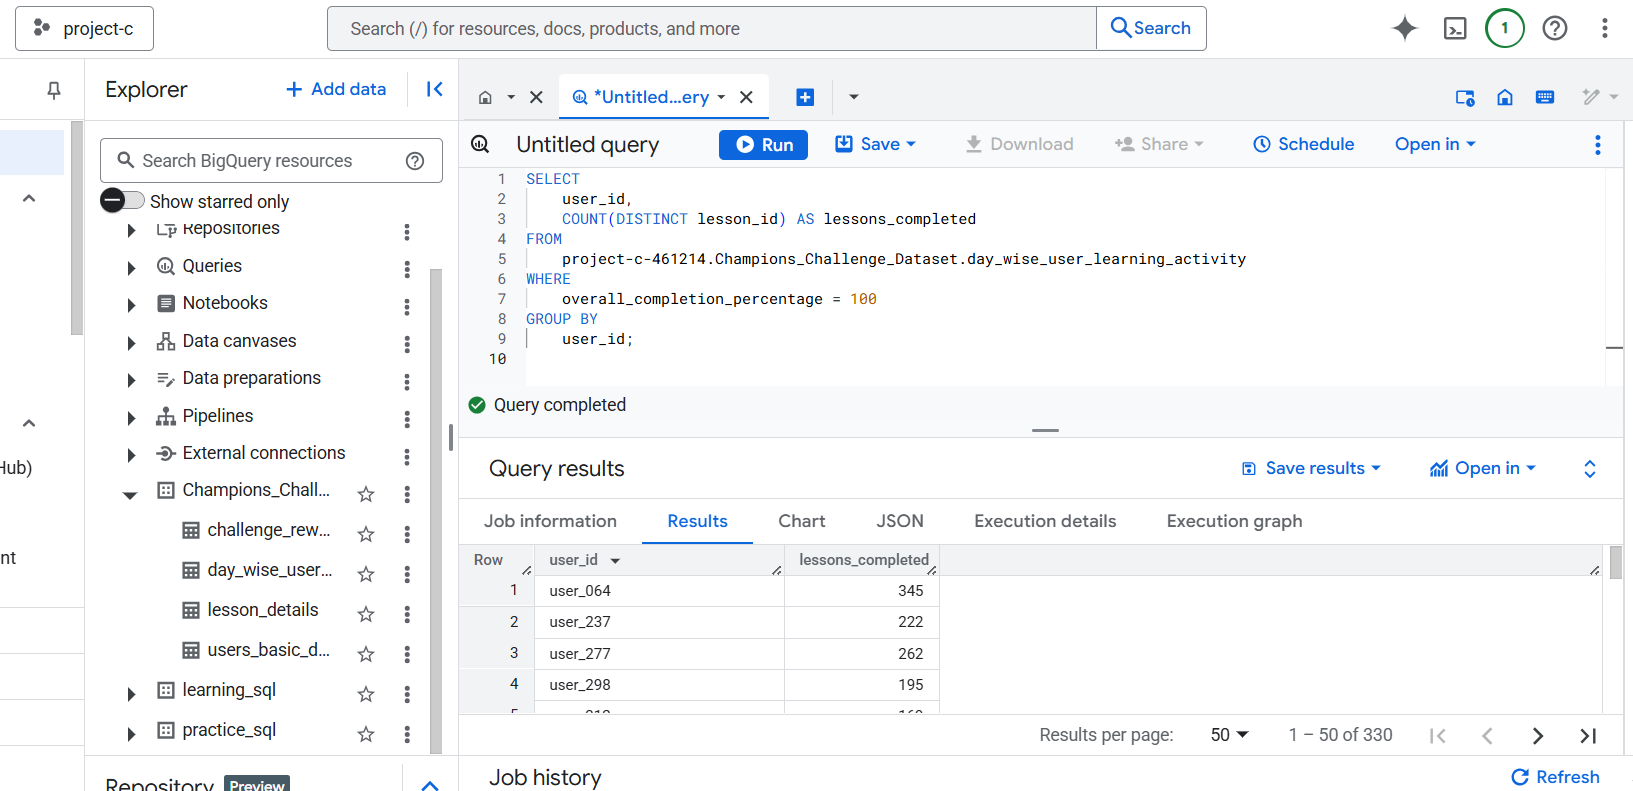 project-c
Search (/) for resources, docs, products, and more
Search
1
Explorer
+ Add data
*Untitled...ery
Search BigQuery resources
Show starred only
Repositories
Queries
Notebooks
Data canvases
Data preparations
Pipelines
External connections
Champions_Chall...
challenge_rew...
day_wise_user...
lesson_details
users_basic_d...
learning_sql
practice_sql
Repository Preview
Hub)
nt
Untitled query
Run
Save
Download
Share
Schedule
Open in
1 SELECT
2 user_id,
3 COUNT(DISTINCT lesson_id) AS lessons_completed
4 FROM
5 project-c-461214.Champions_Challenge_Dataset.day_wise_user_learning_activity
6 WHERE
7 overall_completion_percentage = 100
8 GROUP BY
9 user_id;
10
Query completed
Query results
Save results
Open in
Job information
Results
Chart
JSON
Execution details
Execution graph
Row user_id lessons_completed
1 user_064 345
2 user_237 222
3 user_277 262
4 user_298 195
Results per page: 50 1 – 50 of 330
Job history
Refresh